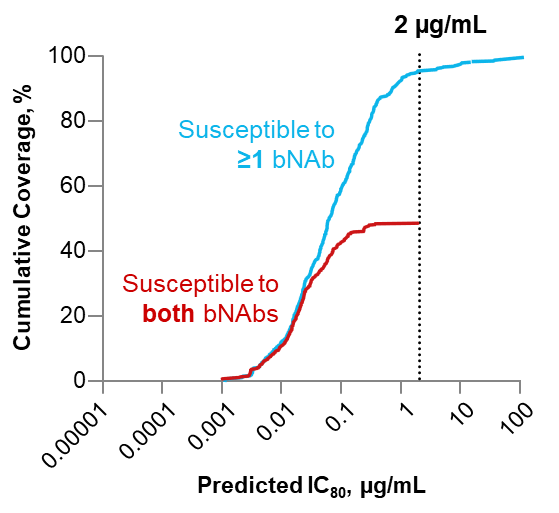 2 µg/mL
Cumulative Coverage, %
100
80
60
40
20
0
Susceptible to
≥1 bNAb
Susceptible to
both bNAbs
0.00001
0.0001
0.001
0.01
0.1
1
10
100
Predicted IC₈₀, µg/mL